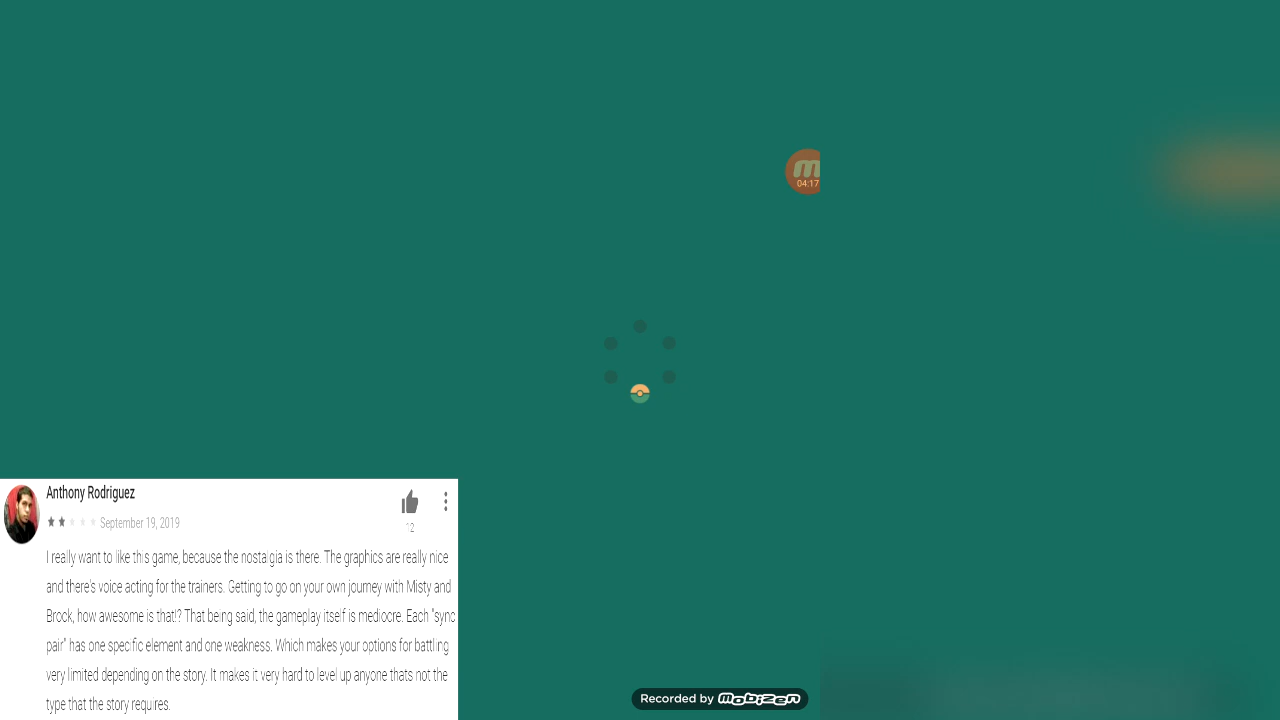 m
04:17
Anthony Rodriguez
September 19, 2019
12
I really want to like this game, because the nostalgia is there. The graphics are really nice
and there's voice acting for the trainers. Getting to go on your own journey with Misty and
Brock, how awesome is that!? That being said, the gameplay itself is mediocre. Each "sync
pair" has one specific element and one weakness. Which makes your options for battling
very limited depending on the story. It makes it very hard to level up anyone thats not the
type that the story requires.
Recorded by mobizen